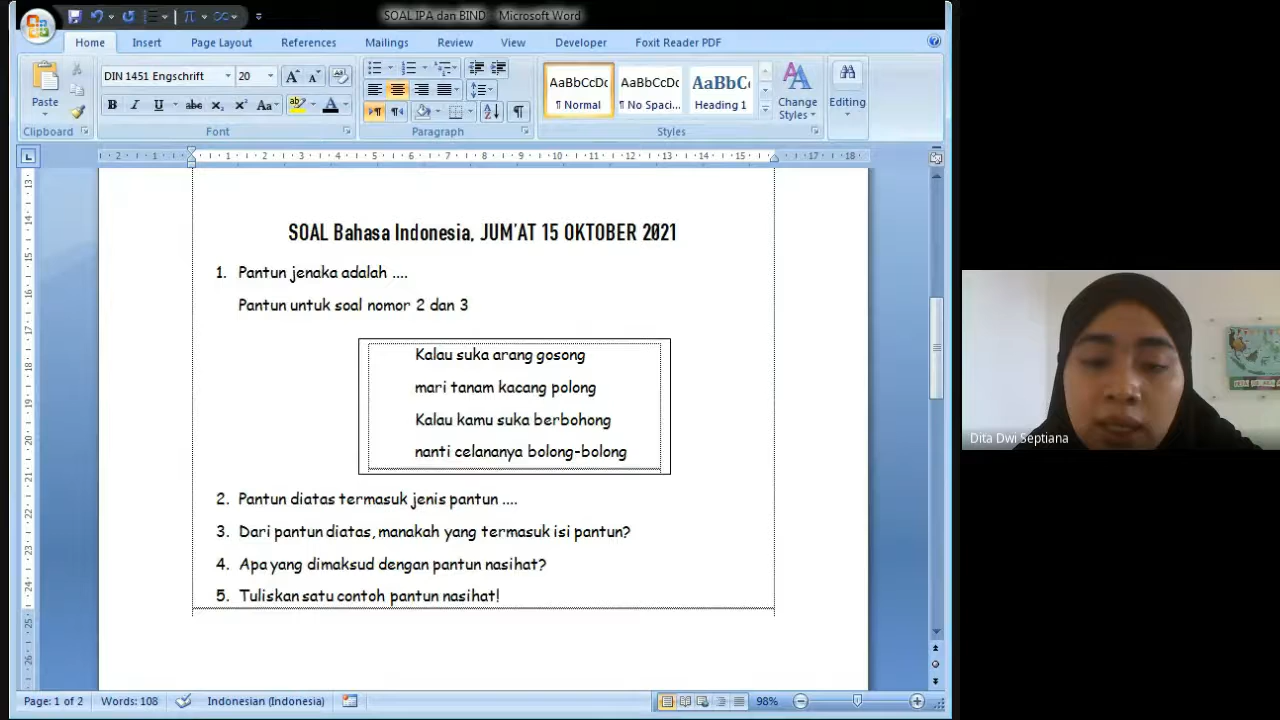 SOAL IPA dan BIND - Microsoft Word
Home Insert Page Layout References Mailings Review View Developer Foxit Reader PDF
DIN 1451 Engschrift 20
Paste
AaBbCcDc AaBbCcDc AaBbCc
¶ Normal ¶ No Spaci... Heading 1
Change Styles
Editing
Clipboard Font Paragraph Styles
SOAL Bahasa Indonesia, JUM'AT 15 OKTOBER 2021
1. Pantun jenaka adalah ....
Pantun untuk soal nomor 2 dan 3
Kalau suka arang gosong
mari tanam kacang polong
Kalau kamu suka berbohong
nanti celananya bolong-bolong
2. Pantun diatas termasuk jenis pantun ....
3. Dari pantun diatas, manakah yang termasuk isi pantun?
4. Apa yang dimaksud dengan pantun nasihat?
5. Tuliskan satu contoh pantun nasihat!
Dita Dwi Septiana
Page: 1 of 2 Words: 108 Indonesian (Indonesia) 98%